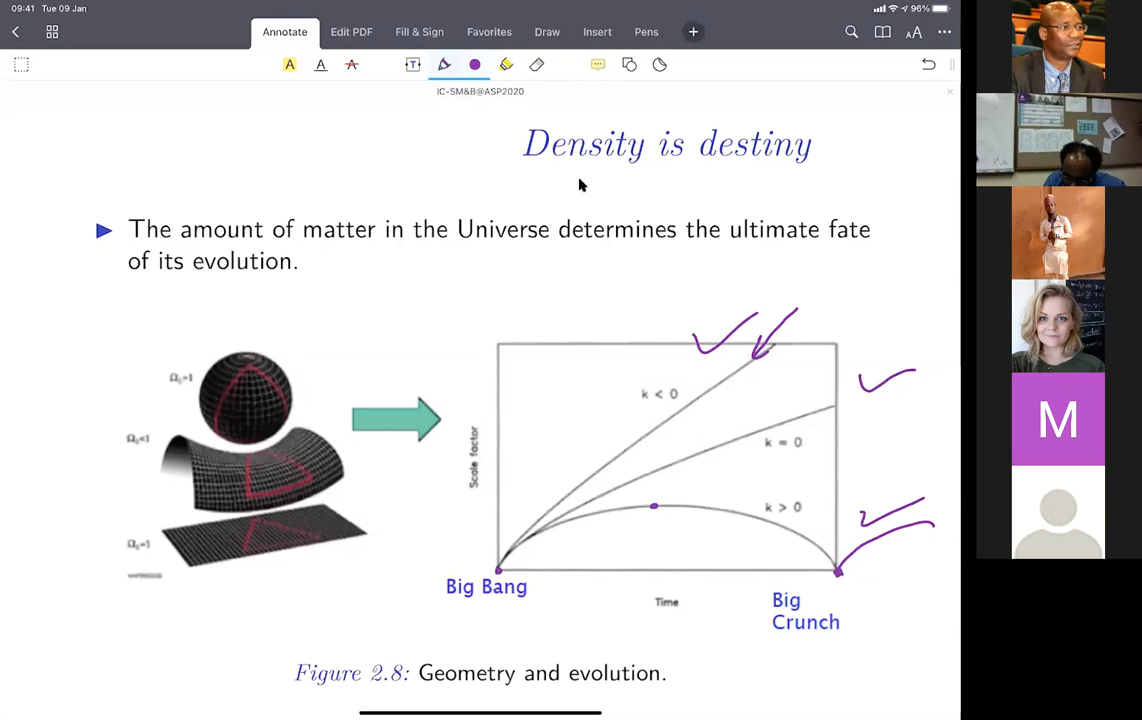 09:41 Tue 09 Jan
96%
Annotate Edit PDF Fill & Sign Favorites Draw Insert Pens
AA
A A A T
IC-SM&B@ASP2020
Density is destiny
The amount of matter in the Universe determines the ultimate fate
of its evolution.
Ω₀>1
Ω₀<1
Ω₀=1
Scale factor
k < 0
k = 0
k > 0
Big Bang
Time
Big
Crunch
Figure 2.8: Geometry and evolution.
M